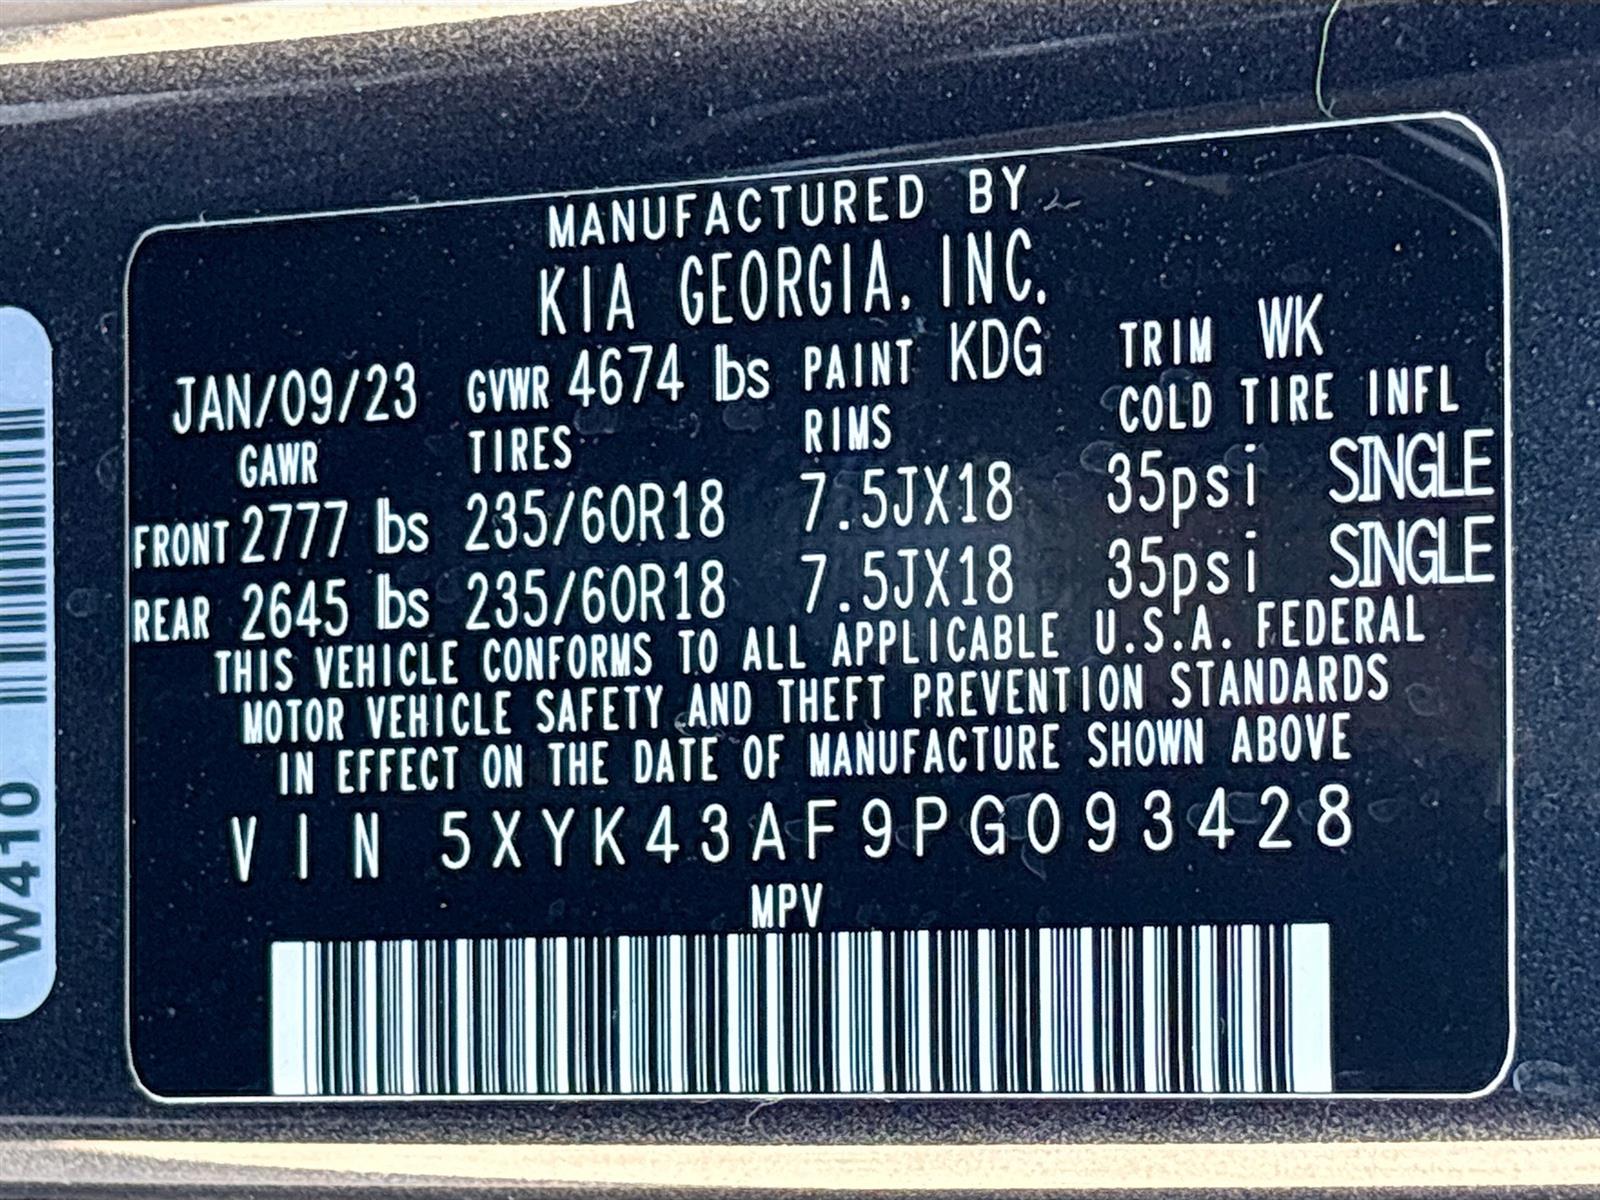 MANUFACTURED BY
KIA GEORGIA, INC.
JAN/09/23 GVWR 4674 lbs PAINT KDG TRIM WK
GAWR TIRES RIMS COLD TIRE INFL
FRONT 2777 lbs 235/60R18 7.5JX18 35psi SINGLE
REAR 2645 lbs 235/60R18 7.5JX18 35psi SINGLE
THIS VEHICLE CONFORMS TO ALL APPLICABLE U.S.A. FEDERAL
MOTOR VEHICLE SAFETY AND THEFT PREVENTION STANDARDS
IN EFFECT ON THE DATE OF MANUFACTURE SHOWN ABOVE
VIN 5XYK43AF9PG093428
MPV
W410